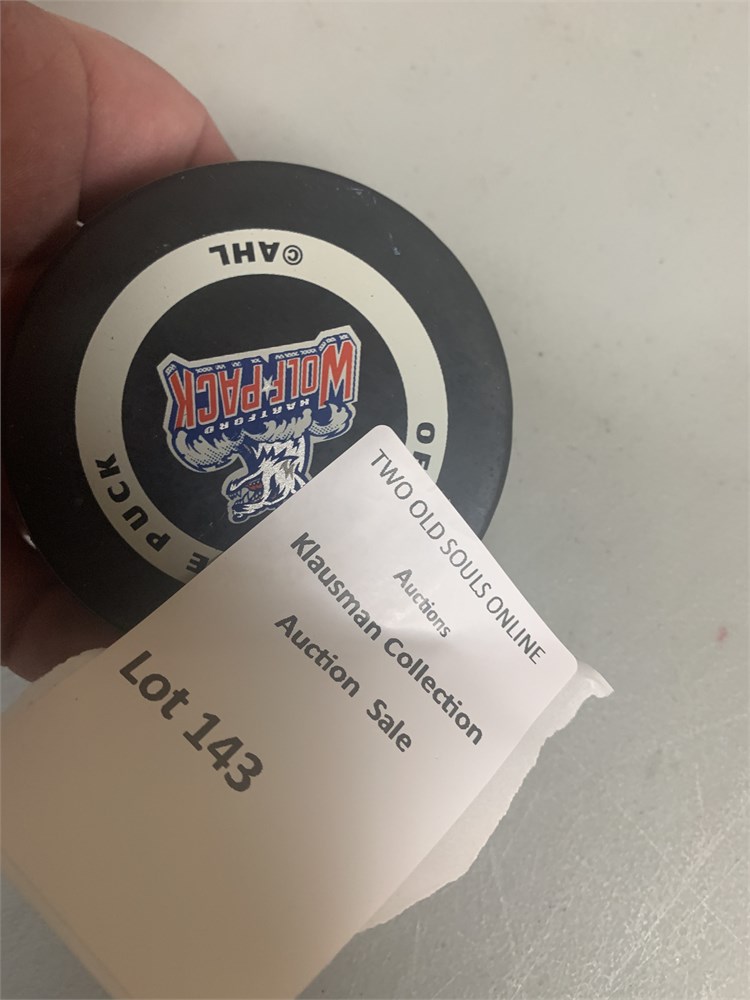 ©AHL
HARTFORD
WOLF PACK
PUCK
TWO OLD SOULS ONLINE
Auctions
Klausman Collection
Auction Sale
Lot 143